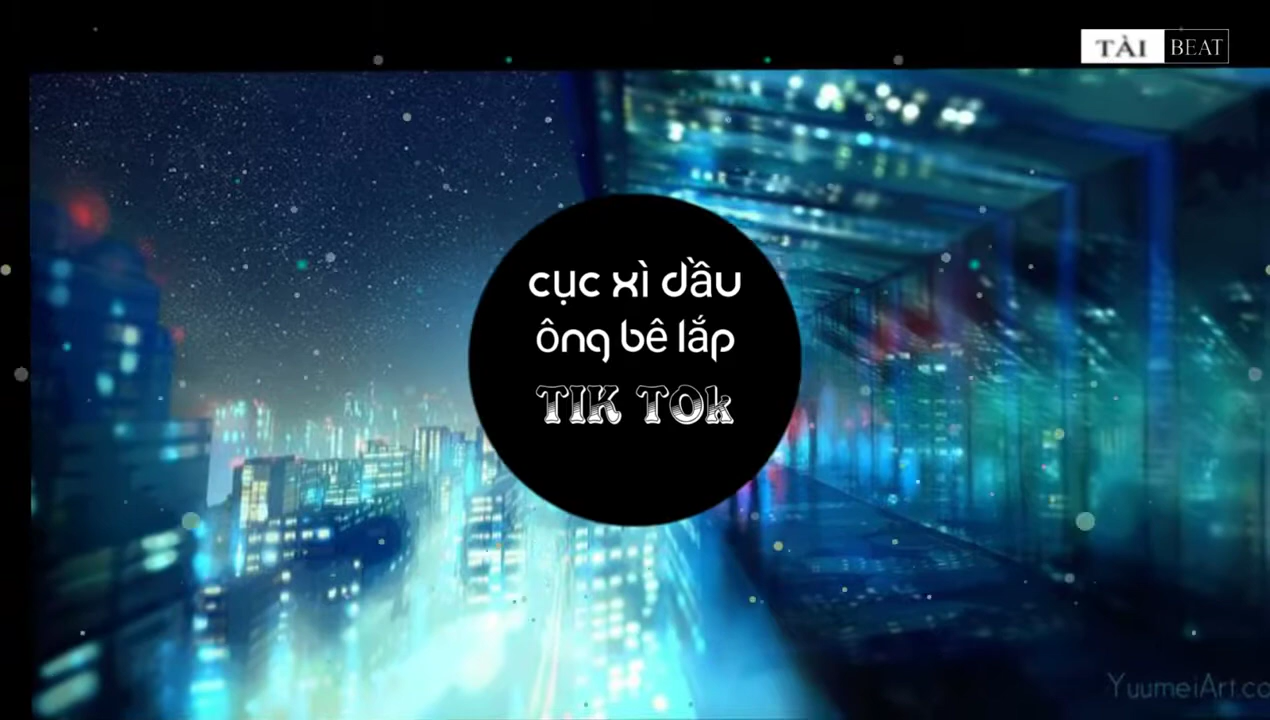 TÀI BEAT
cục xì dầu
ông bê lắp
TIK TOk
YuumeiArt.co